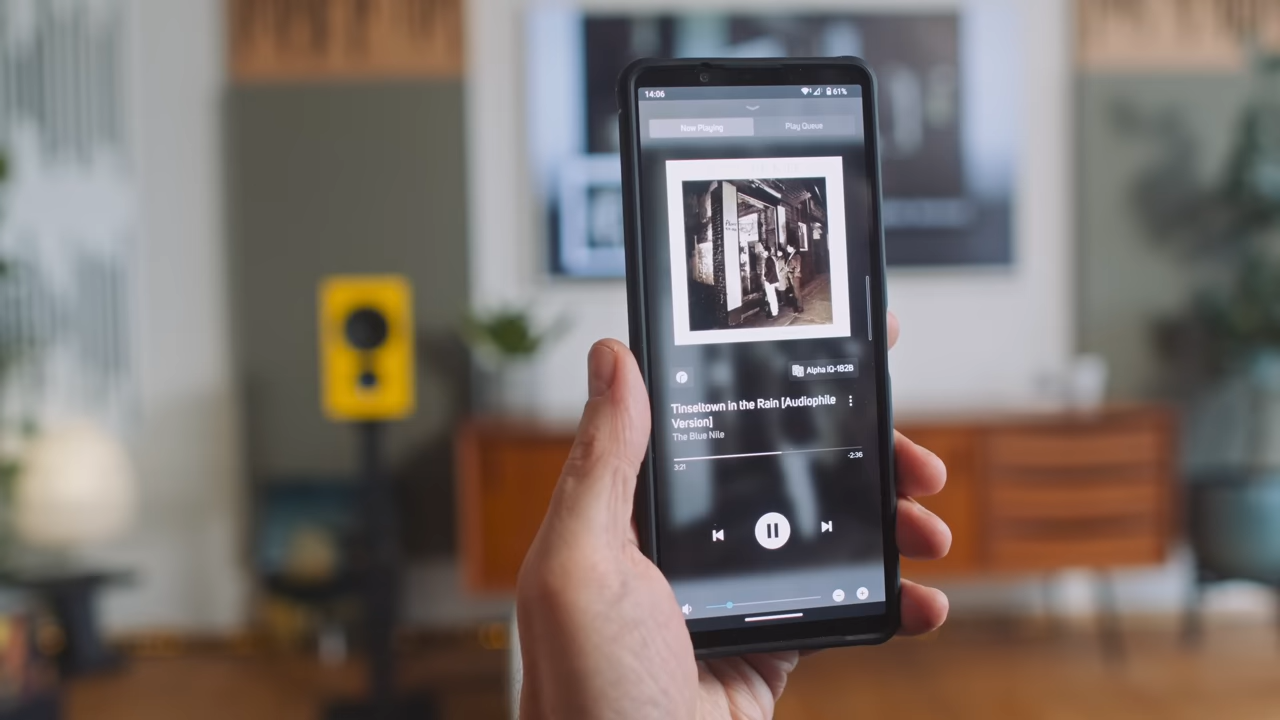 14:06
61%
Now Playing
Play Queue
Alpha iQ-182B
Tinseltown in the Rain [Audiophile
Version]
The Blue Nile
3:21
-2:36